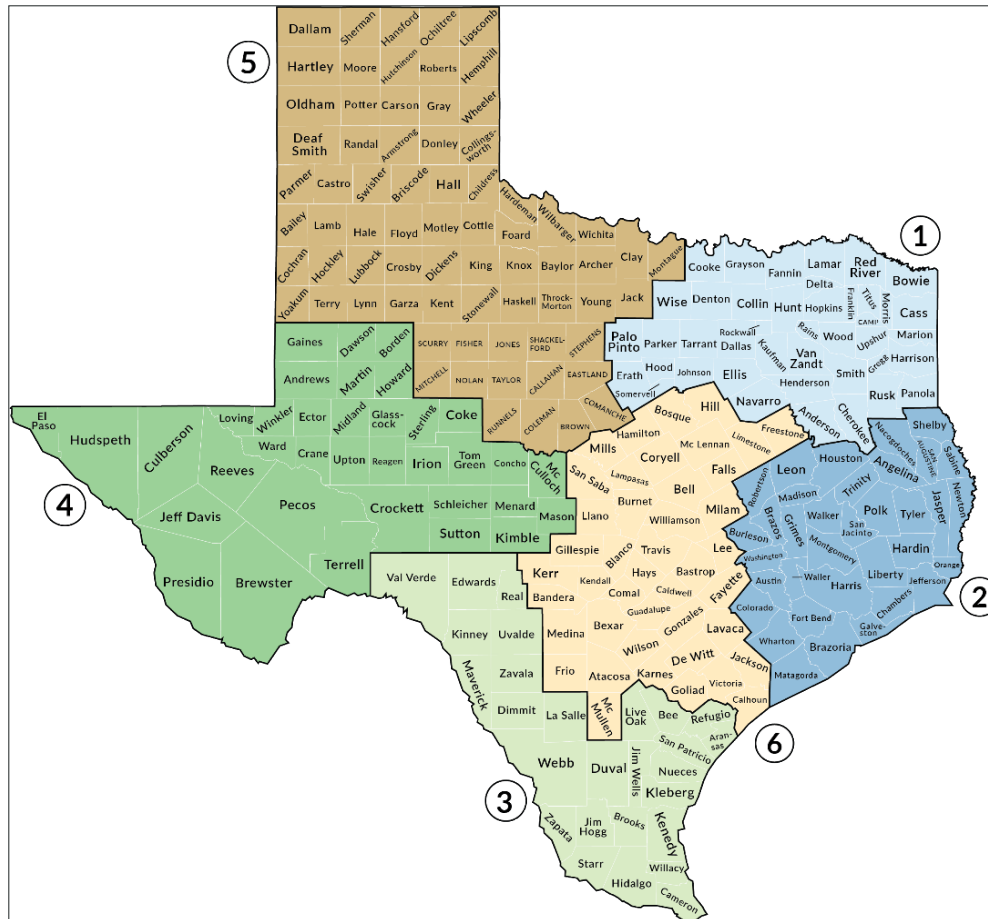 5
Dallam
Sherman
Hansford
Ochiltree
Lipscomb
Hartley
Moore
Hutchinson
Roberts
Hemphill
Oldham
Potter
Carson
Gray
Wheeler
Deaf
Smith
Randal
Armstrong
Donley
Collings-
worth
Parmer
Castro
Swisher
Briscode
Hall
Childress
Hardeman
Wilbarger
Wichita
Bailey
Lamb
Hale
Floyd
Motley
Cottle
Foard
Clay
Montague
Cochran
Hockley
Lubbock
Crosby
Dickens
King
Knox
Baylor
Archer
Yoakum
Terry
Lynn
Garza
Kent
Stonewall
Haskell
Throck-
Morton
Young
Jack
SCURRY
FISHER
JONES
SHACKEL-
FORD
STEPHENS
MITCHELL
NOLAN
TAYLOR
CALLAHAN
EASTLAND
RUNNELS
COLEMAN
BROWN
COMANCHE
1
Cooke
Grayson
Fannin
Lamar
Delta
Red
River
Bowie
Wise
Denton
Collin
Hunt
Hopkins
Franklin
Titus
Morris
CAMP
Cass
Palo
Pinto
Parker
Tarrant
Rockwall
Dallas
Kaufman
Rains
Wood
Upshur
Marion
Van
Zandt
Gregg
Harrison
Erath
Hood
Johnson
Ellis
Henderson
Smith
Somervell
Navarro
Anderson
Cherokee
Rusk
Panola
4
Gaines
Dawson
Borden
Andrews
Martin
Howard
El
Paso
Hudspeth
Culberson
Loving
Winkler
Ector
Midland
Glass-
cock
Sterling
Coke
Reeves
Ward
Crane
Upton
Reagen
Irion
Tom
Green
Concho
Mc
Culloch
Jeff Davis
Pecos
Crockett
Schleicher
Menard
Mason
Sutton
Kimble
Presidio
Brewster
Terrell
6
Bosque
Hill
Freestone
Hamilton
Mc Lennan
Limestone
Mills
Coryell
Falls
San Saba
Lampasas
Bell
Burnet
Milam
Llano
Williamson
Gillespie
Blanco
Travis
Lee
Kerr
Kendall
Hays
Bastrop
Fayette
Bandera
Comal
Caldwell
Guadalupe
Gonzales
Medina
Bexar
Wilson
Lavaca
De Witt
Jackson
Frio
Atacosa
Karnes
Victoria
Goliad
Calhoun
Mc
Mullen
2
Shelby
Nacogdoches
SAN
AUGUSTINE
Sabine
Leon
Houston
Angelina
Robertson
Madison
Trinity
Jasper
Newton
Brazos
Grimes
Walker
Polk
Tyler
San
Jacinto
Burleson
Montgomery
Hardin
Washington
Orange
Austin
Waller
Harris
Liberty
Jefferson
Colorado
Chambers
Fort Bend
Galve-
ston
Wharton
Brazoria
Matagorda
3
Val Verde
Edwards
Real
Kinney
Uvalde
Maverick
Zavala
Dimmit
La Salle
Live
Oak
Bee
Refugio
Aran-
sas
San Patricio
Webb
Duval
Jim Wells
Nueces
Kleberg
Zapata
Jim
Hogg
Brooks
Kenedy
Starr
Willacy
Hidalgo
Cameron